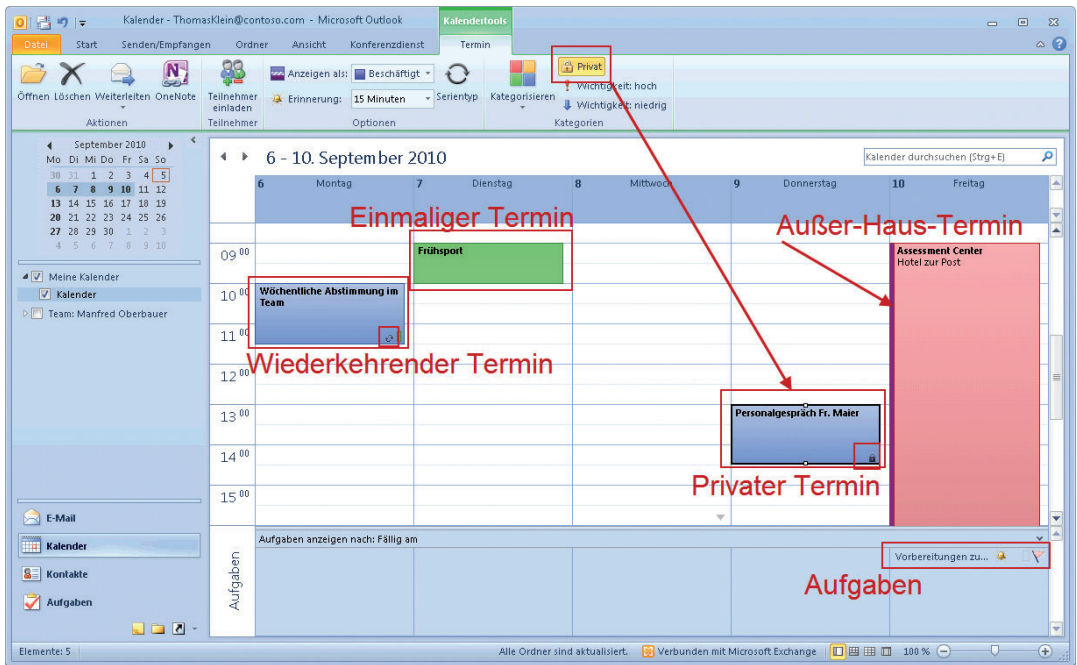 Kalender - ThomasKlein@contoso.com - Microsoft Outlook
Kalendertools
Datei Start Senden/Empfangen Ordner Ansicht Konferenzdienst Termin
Öffnen Löschen Weiterleiten OneNote
Aktionen
Teilnehmer einladen
Teilnehmer
Anzeigen als: Beschäftigt
Erinnerung: 15 Minuten
Serientyp
Optionen
Kategorisieren
Privat
Wichtigkeit: hoch
Wichtigkeit: niedrig
Kategorien
September 2010
Mo Di Mi Do Fr Sa So
30 31 1 2 3 4 5
6 7 8 9 10 11 12
13 14 15 16 17 18 19
20 21 22 23 24 25 26
27 28 29 30 1 2 3
4 5 6 7 8 9 10
Meine Kalender
Kalender
Team: Manfred Oberbauer
E-Mail
Kalender
Kontakte
Aufgaben
6 - 10. September 2010
Kalender durchsuchen (Strg+E)
6 Montag 7 Dienstag 8 Mittwoch 9 Donnerstag 10 Freitag
Einmaliger Termin
Außer-Haus-Termin
09 00
Frühsport
Assessment Center
Hotel zur Post
10 00
Wöchentliche Abstimmung im
Team
11 00
Wiederkehrender Termin
12 00
13 00
Personalgespräch Fr. Maier
14 00
Privater Termin
15 00
Aufgaben anzeigen nach: Fällig am
Aufgaben
Vorbereitungen zu...
Aufgaben
Elemente: 5
Alle Ordner sind aktualisiert. Verbunden mit Microsoft Exchange 100 %